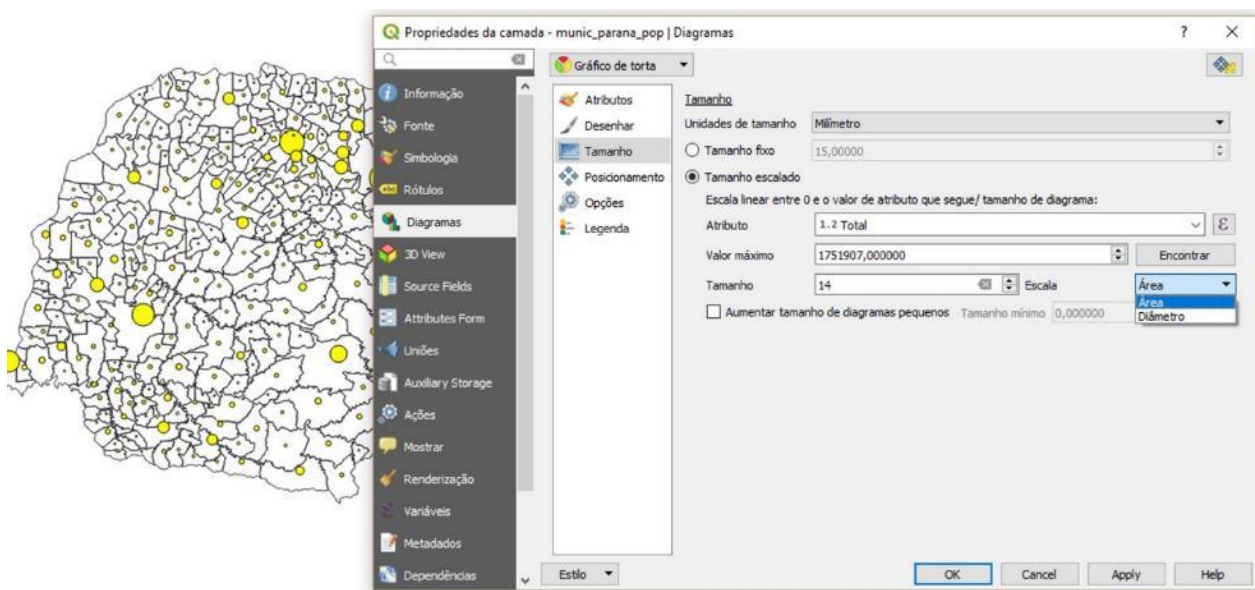 Propriedades da camada - munic_parana_pop | Diagramas
? X
Gráfico de torta
Informação
Fonte
Simbologia
Rótulos
Diagramas
3D View
Source Fields
Attributes Form
Uniões
Auxiliary Storage
Ações
Mostrar
Renderização
Variáveis
Metadados
Dependências
Atributos
Desenhar
Tamanho
Posicionamento
Opções
Legenda
Tamanho
Unidades de tamanho Milímetro
Tamanho fixo 15,00000
Tamanho escalado
Escala linear entre 0 e o valor de atributo que segue/ tamanho de diagrama:
Atributo 1.2 Total ε
Valor máximo 1751907,000000 Encontrar
Tamanho 14 Escala Área
Área
Diâmetro
Aumentar tamanho de diagramas pequenos Tamanho mínimo 0,000000
Estilo OK Cancel Apply Help